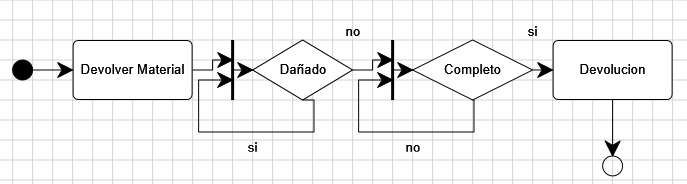 no
si
Devolver Material
Dañado
Completo
Devolucion
si
no